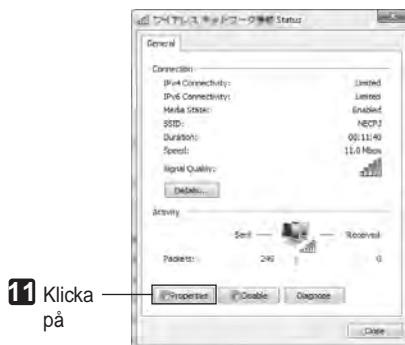 ワイヤレス ネットワーク接続 Status
General
Connection
IPv4 Connectivity: Limited
IPv6 Connectivity: Limited
Media State: Enabled
SSID: NECPJ
Duration: 00:11:40
Speed: 11.0 Mbps
Signal Quality:
Details...
Activity
Sent — — Received
Packets: 249 0
11 Klicka på
Properties Disable Diagnose
Close